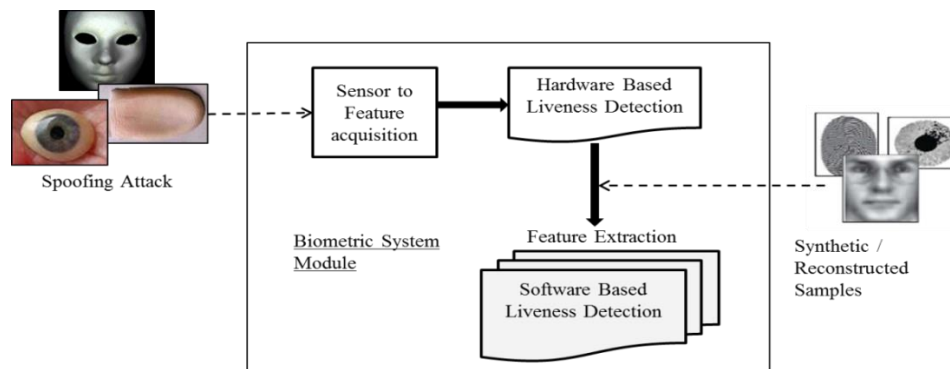 Spoofing Attack
Sensor to
Feature
acquisition
Hardware Based
Liveness Detection
Biometric System
Module
Feature Extraction
Software Based
Liveness Detection
Synthetic /
Reconstructed
Samples